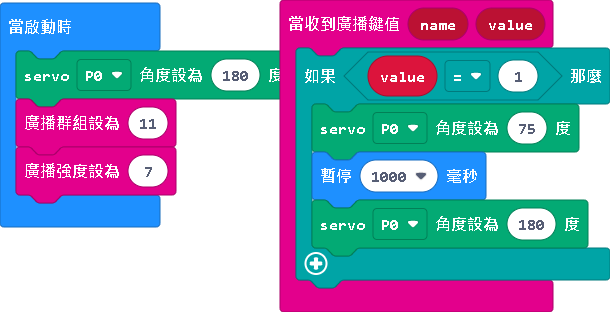 當啟動時
servo P0 角度設為 180 度
廣播群組設為 11
廣播強度設為 7
當收到廣播鍵值 name value
如果 value = 1 那麼
servo P0 角度設為 75 度
暫停 1000 毫秒
servo P0 角度設為 180 度